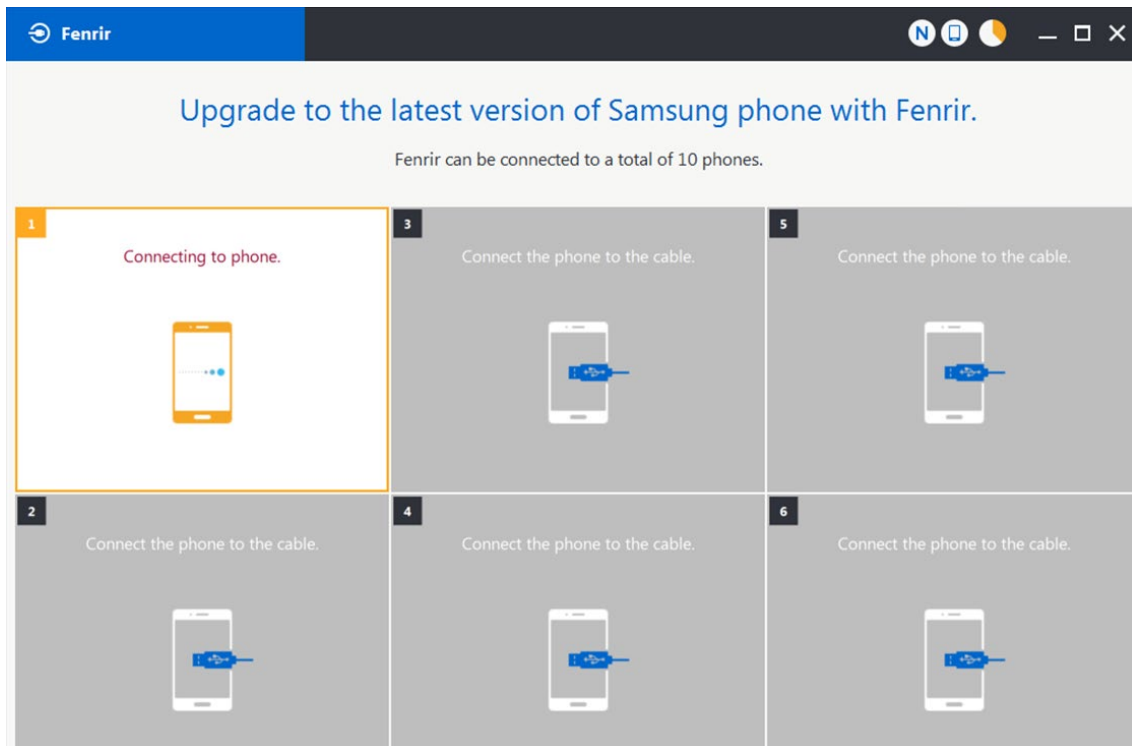 Fenrir
N
Upgrade to the latest version of Samsung phone with Fenrir.
Fenrir can be connected to a total of 10 phones.
1
Connecting to phone.
3
Connect the phone to the cable.
5
Connect the phone to the cable.
2
Connect the phone to the cable.
4
Connect the phone to the cable.
6
Connect the phone to the cable.